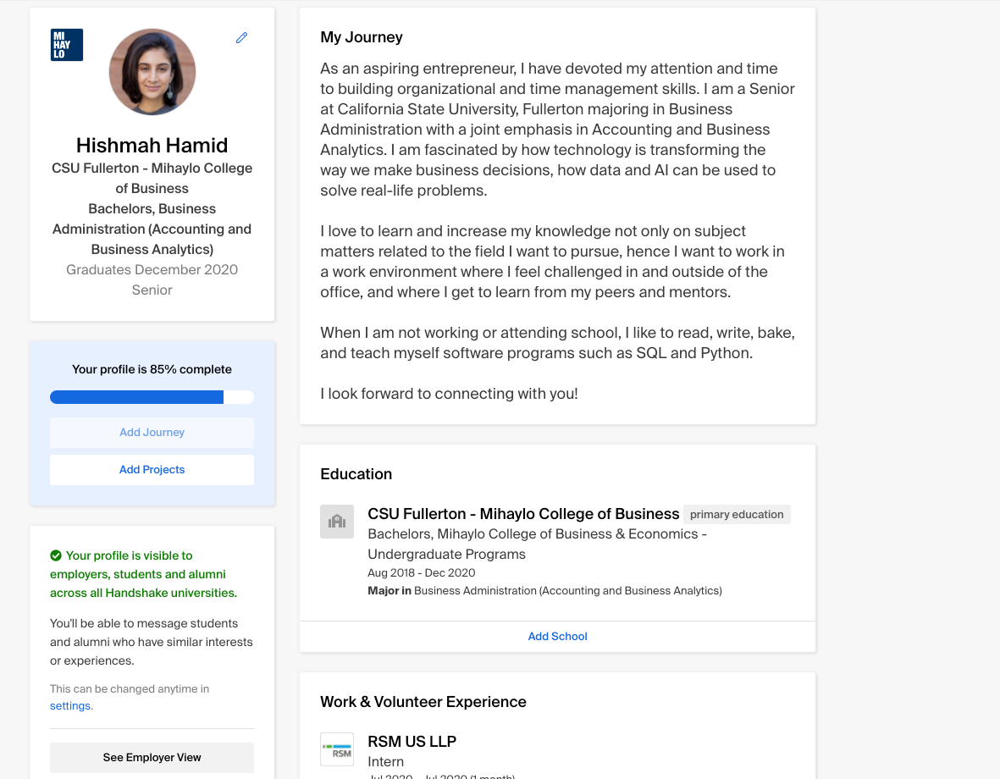 MI
HAY
LO
Hishmah Hamid
CSU Fullerton - Mihaylo College
of Business
Bachelors, Business
Administration (Accounting and
Business Analytics)
Graduates December 2020
Senior
Your profile is 85% complete
Add Journey
Add Projects
Your profile is visible to
employers, students and alumni
across all Handshake universities.
You'll be able to message students
and alumni who have similar interests
or experiences.
This can be changed anytime in
settings.
See Employer View
My Journey
As an aspiring entrepreneur, I have devoted my attention and time
to building organizational and time management skills. I am a Senior
at California State University, Fullerton majoring in Business
Administration with a joint emphasis in Accounting and Business
Analytics. I am fascinated by how technology is transforming the
way we make business decisions, how data and AI can be used to
solve real-life problems.
I love to learn and increase my knowledge not only on subject
matters related to the field I want to pursue, hence I want to work in
a work environment where I feel challenged in and outside of the
office, and where I get to learn from my peers and mentors.
When I am not working or attending school, I like to read, write, bake,
and teach myself software programs such as SQL and Python.
I look forward to connecting with you!
Education
CSU Fullerton - Mihaylo College of Business primary education
Bachelors, Mihaylo College of Business & Economics -
Undergraduate Programs
Aug 2018 - Dec 2020
Major in Business Administration (Accounting and Business Analytics)
Add School
Work & Volunteer Experience
RSM
RSM US LLP
Intern
Jul 2020 - Jul 2020 (1 month)